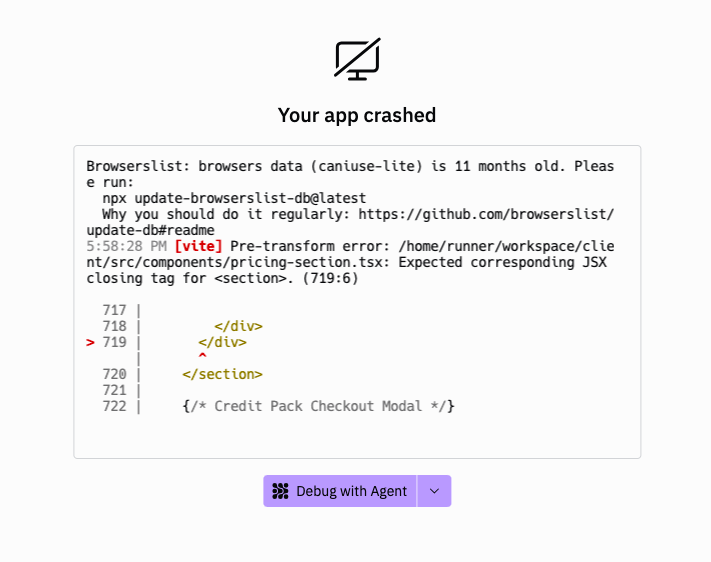 Your app crashed
Browserslist: browsers data (caniuse-lite) is 11 months old. Pleas
e run:
  npx update-browserslist-db@latest
  Why you should do it regularly: https://github.com/browserslist/
update-db#readme
5:58:28 PM [vite] Pre-transform error: /home/runner/workspace/clie
nt/src/components/pricing-section.tsx: Expected corresponding JSX
closing tag for <section>. (719:6)
  717 |
  718 |         </div>
> 719 |       </div>
      |       ^
  720 |     </section>
  721 |
  722 |     {/* Credit Pack Checkout Modal */}
Debug with Agent